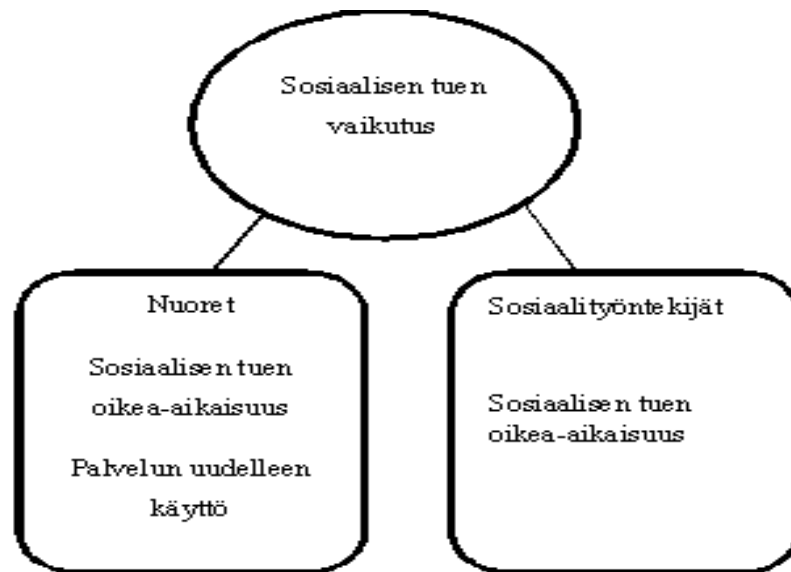 Sosiaalisen tuen
vaikutus
Nuoret
Sosiaalisen tuen
oikea-aikaisuus
Palvelun uudelleen
käyttö
Sosiaalityöntekijät
Sosiaalisen tuen
oikea-aikaisuus